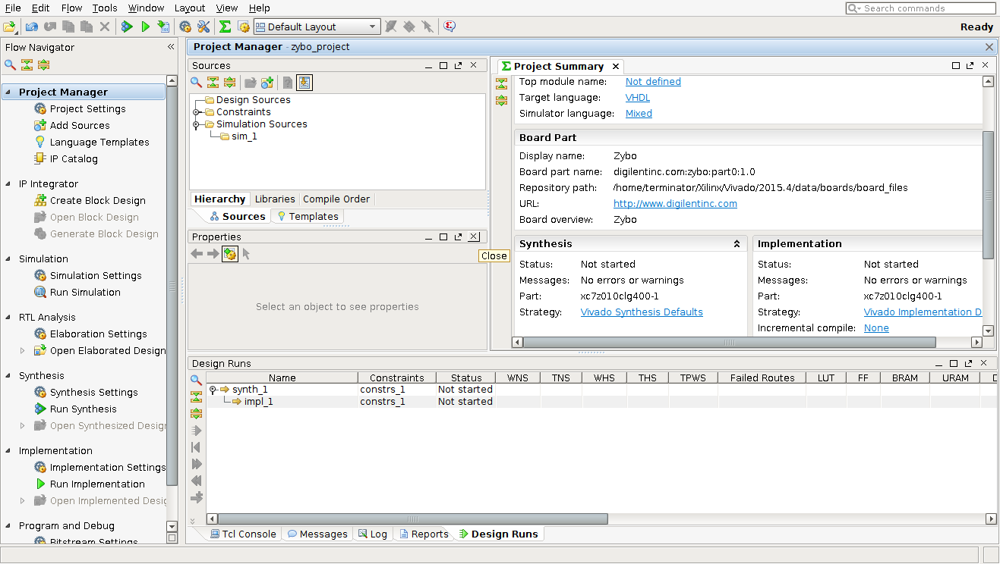 File Edit Flow Tools Window Layout View Help
Search commands
Default Layout
Ready
Flow Navigator
Project Manager
Project Settings
Add Sources
Language Templates
IP Catalog
IP Integrator
Create Block Design
Open Block Design
Generate Block Design
Simulation
Simulation Settings
Run Simulation
RTL Analysis
Elaboration Settings
Open Elaborated Design
Synthesis
Synthesis Settings
Run Synthesis
Open Synthesized Design
Implementation
Implementation Settings
Run Implementation
Open Implemented Desig
Program and Debug
Bitstream Settings
Project Manager - zybo_project
Sources
Design Sources
Constraints
Simulation Sources
sim_1
Hierarchy Libraries Compile Order
Sources Templates
Properties
Close
Select an object to see properties
Project Summary
Top module name: Not defined
Target language: VHDL
Simulator language: Mixed
Board Part
Display name: Zybo
Board part name: digilentinc.com:zybo:part0:1.0
Repository path: /home/terminator/Xilinx/Vivado/2015.4/data/boards/board_files
URL: http://www.digilentinc.com
Board overview: Zybo
Synthesis
Status: Not started
Messages: No errors or warnings
Part: xc7z010clg400-1
Strategy: Vivado Synthesis Defaults
Implementation
Status: Not started
Messages: No errors or warnings
Part: xc7z010clg400-1
Strategy: Vivado Implementation D
Incremental compile: None
Design Runs
Name Constraints Status WNS TNS WHS THS TPWS Failed Routes LUT FF BRAM URAM D
synth_1 constrs_1 Not started
impl_1 constrs_1 Not started
Tcl Console Messages Log Reports Design Runs